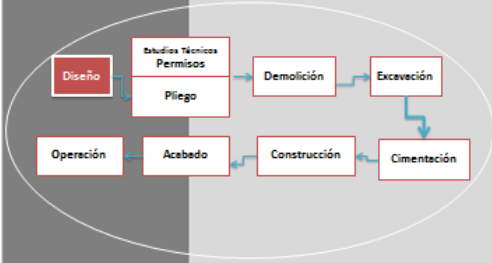 Diseño
Estudios Técnicos
Permisos
Pliego
Demolición
Excavación
Operación
Acabado
Construcción
Cimentación